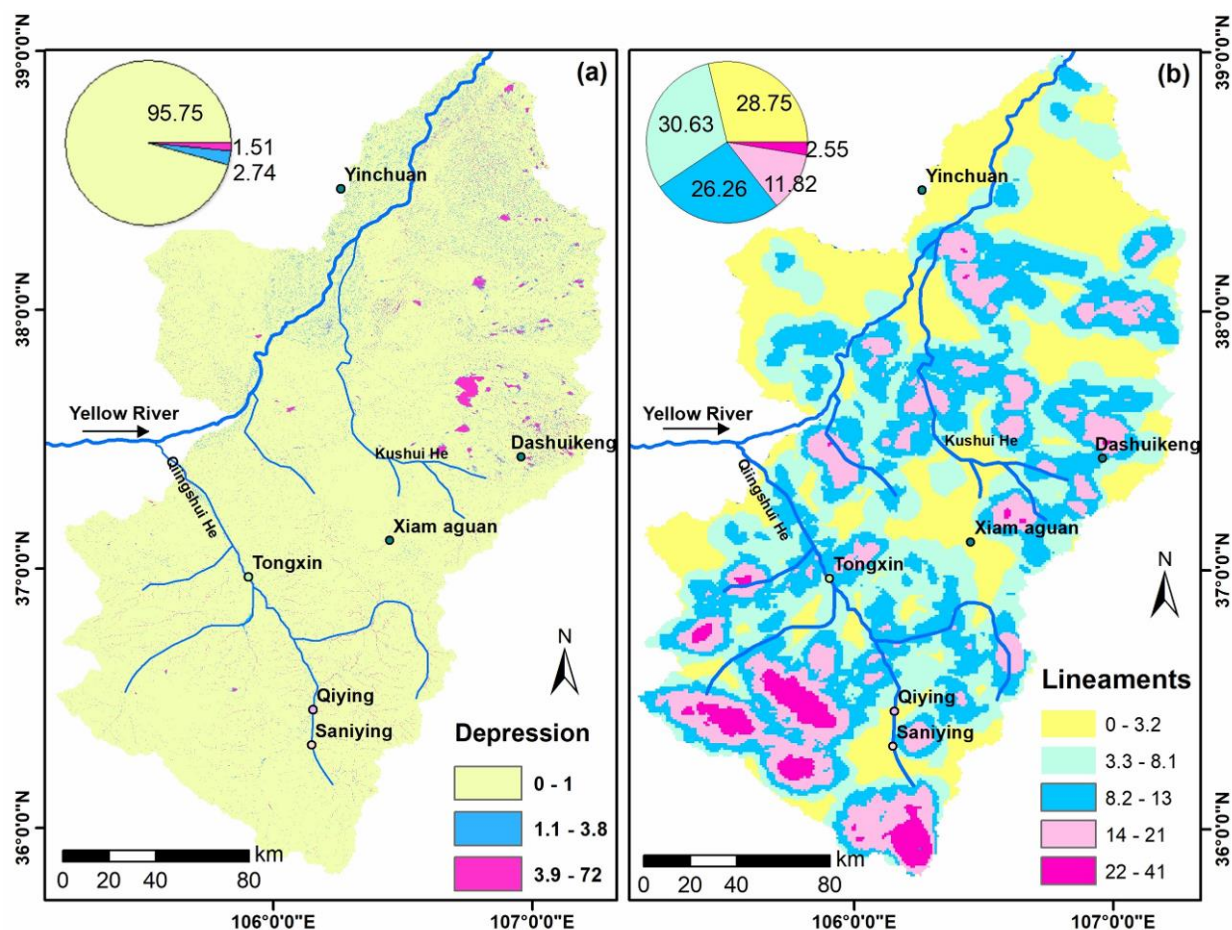 (a)
95.75
1.51
2.74
Yinchuan
Yellow River
Kushui He
Dashuikeng
Qiingshui He
Xiam aguan
Tongxin
Qiying
Saniying
N
Depression
0 - 1
1.1 - 3.8
3.9 - 72
km
0 20 40 80
39°0'0"N
38°0'0"N
37°0'0"N
36°0'0"N
106°0'0"E
107°0'0"E
(b)
28.75
30.63
2.55
11.82
26.26
Yinchuan
Yellow River
Kushui He
Dashuikeng
Qiingshui He
Xiam aguan
Tongxin
Qiying
Saniying
N
Lineaments
0 - 3.2
3.3 - 8.1
8.2 - 13
14 - 21
22 - 41
km
0 20 40 80
39°0'0"N
38°0'0"N
37°0'0"N
36°0'0"N
106°0'0"E
107°0'0"E